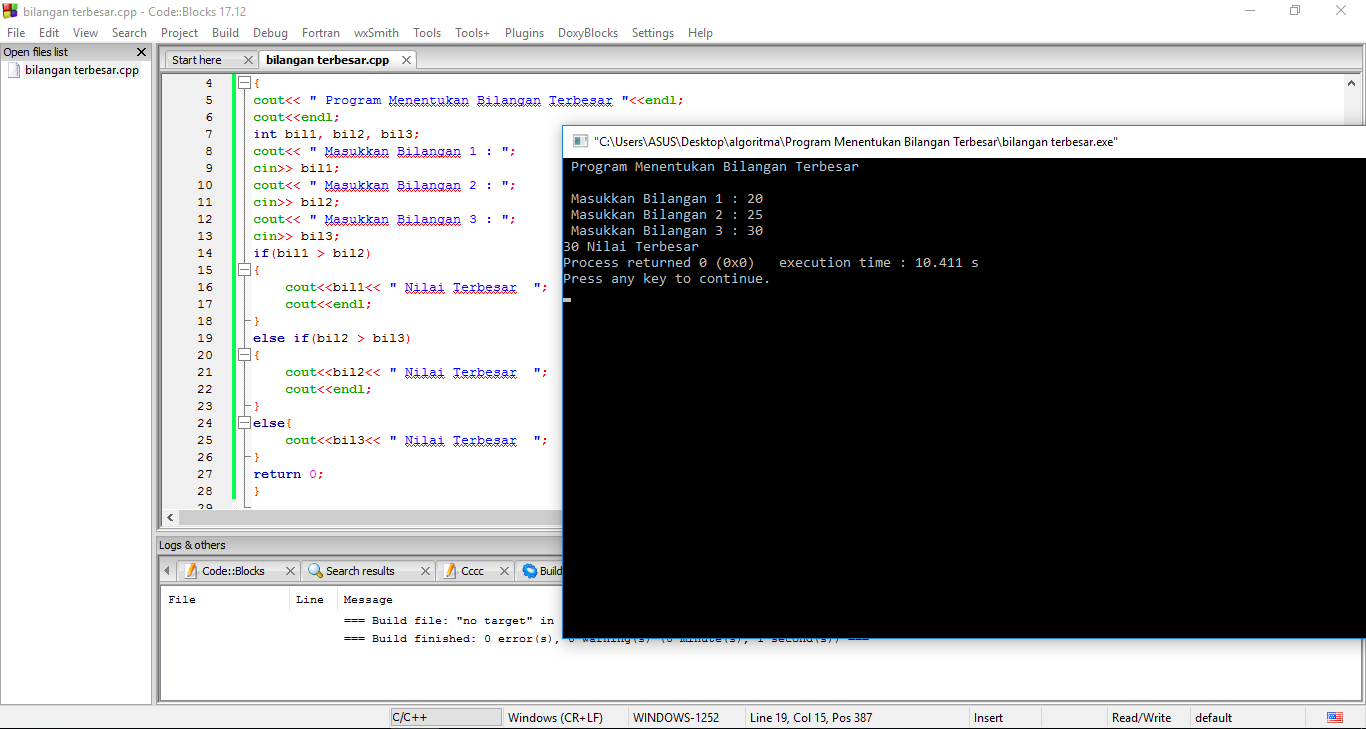 bilangan terbesar.cpp - Code::Blocks 17.12
File Edit View Search Project Build Debug Fortran wxSmith Tools Tools+ Plugins DoxyBlocks Settings Help
Open files list
bilangan terbesar.cpp
Start here
bilangan terbesar.cpp
4 {
5 cout<< " Program Menentukan Bilangan Terbesar "<<endl;
6 cout<<endl;
7 int bil1, bil2, bil3;
8 cout<< " Masukkan Bilangan 1 : ";
9 cin>> bil1;
10 cout<< " Masukkan Bilangan 2 : ";
11 cin>> bil2;
12 cout<< " Masukkan Bilangan 3 : ";
13 cin>> bil3;
14 if(bil1 > bil2)
15 {
16 cout<<bil1<< " Nilai Terbesar  ";
17 cout<<endl;
18 }
19 else if(bil2 > bil3)
20 {
21 cout<<bil2<< " Nilai Terbesar  ";
22 cout<<endl;
23 }
24 else{
25 cout<<bil3<< " Nilai Terbesar  ";
26 }
27 return 0;
28 }
29
"C:\Users\ASUS\Desktop\algoritma\Program Menentukan Bilangan Terbesar\bilangan terbesar.exe"
Program Menentukan Bilangan Terbesar
Masukkan Bilangan 1 : 20
Masukkan Bilangan 2 : 25
Masukkan Bilangan 3 : 30
30 Nilai Terbesar
Process returned 0 (0x0)   execution time : 10.411 s
Press any key to continue.
Logs & others
Code::Blocks
Search results
Cccc
Build
File Line Message
=== Build file: "no target" in
=== Build finished: 0 error(s), 0 warning(s) (0 minute(s), 1 second(s)) ===
C/C++ Windows (CR+LF) WINDOWS-1252 Line 19, Col 15, Pos 387 Insert Read/Write default